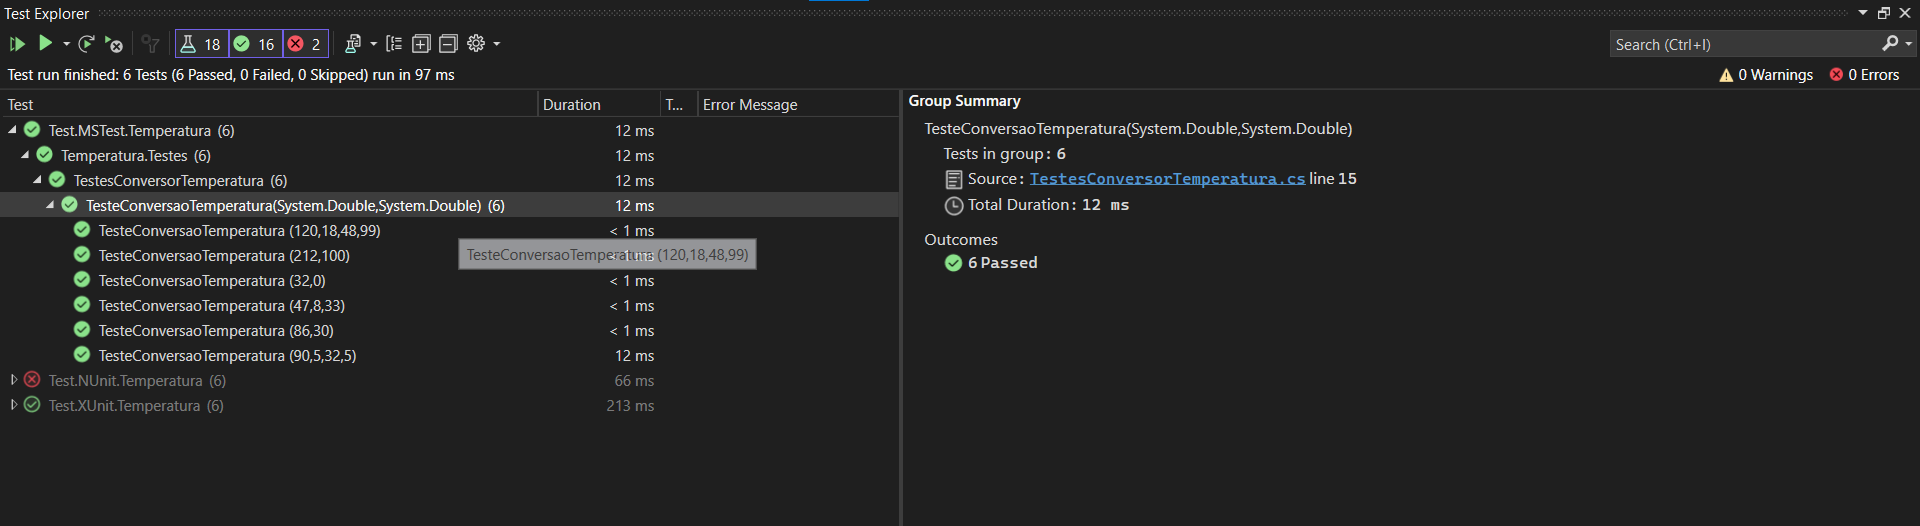 Test Explorer
18 16 2
Search (Ctrl+I)
Test run finished: 6 Tests (6 Passed, 0 Failed, 0 Skipped) run in 97 ms
0 Warnings 0 Errors
Test Duration T... Error Message
Test.MSTest.Temperatura (6) 12 ms
Temperatura.Testes (6) 12 ms
TestesConversorTemperatura (6) 12 ms
TesteConversaoTemperatura(System.Double,System.Double) (6) 12 ms
TesteConversaoTemperatura (120,18,48,99) < 1 ms
TesteConversaoTemperatura (120,18,48,99)
TesteConversaoTemperatura (212,100) < 1 ms
TesteConversaoTemperatura (32,0) < 1 ms
TesteConversaoTemperatura (47,8,33) < 1 ms
TesteConversaoTemperatura (86,30) < 1 ms
TesteConversaoTemperatura (90,5,32,5) 12 ms
Test.NUnit.Temperatura (6) 66 ms
Test.XUnit.Temperatura (6) 213 ms
Group Summary
TesteConversaoTemperatura(System.Double,System.Double)
Tests in group: 6
Source: TestesConversorTemperatura.cs line 15
Total Duration: 12 ms
Outcomes
6 Passed